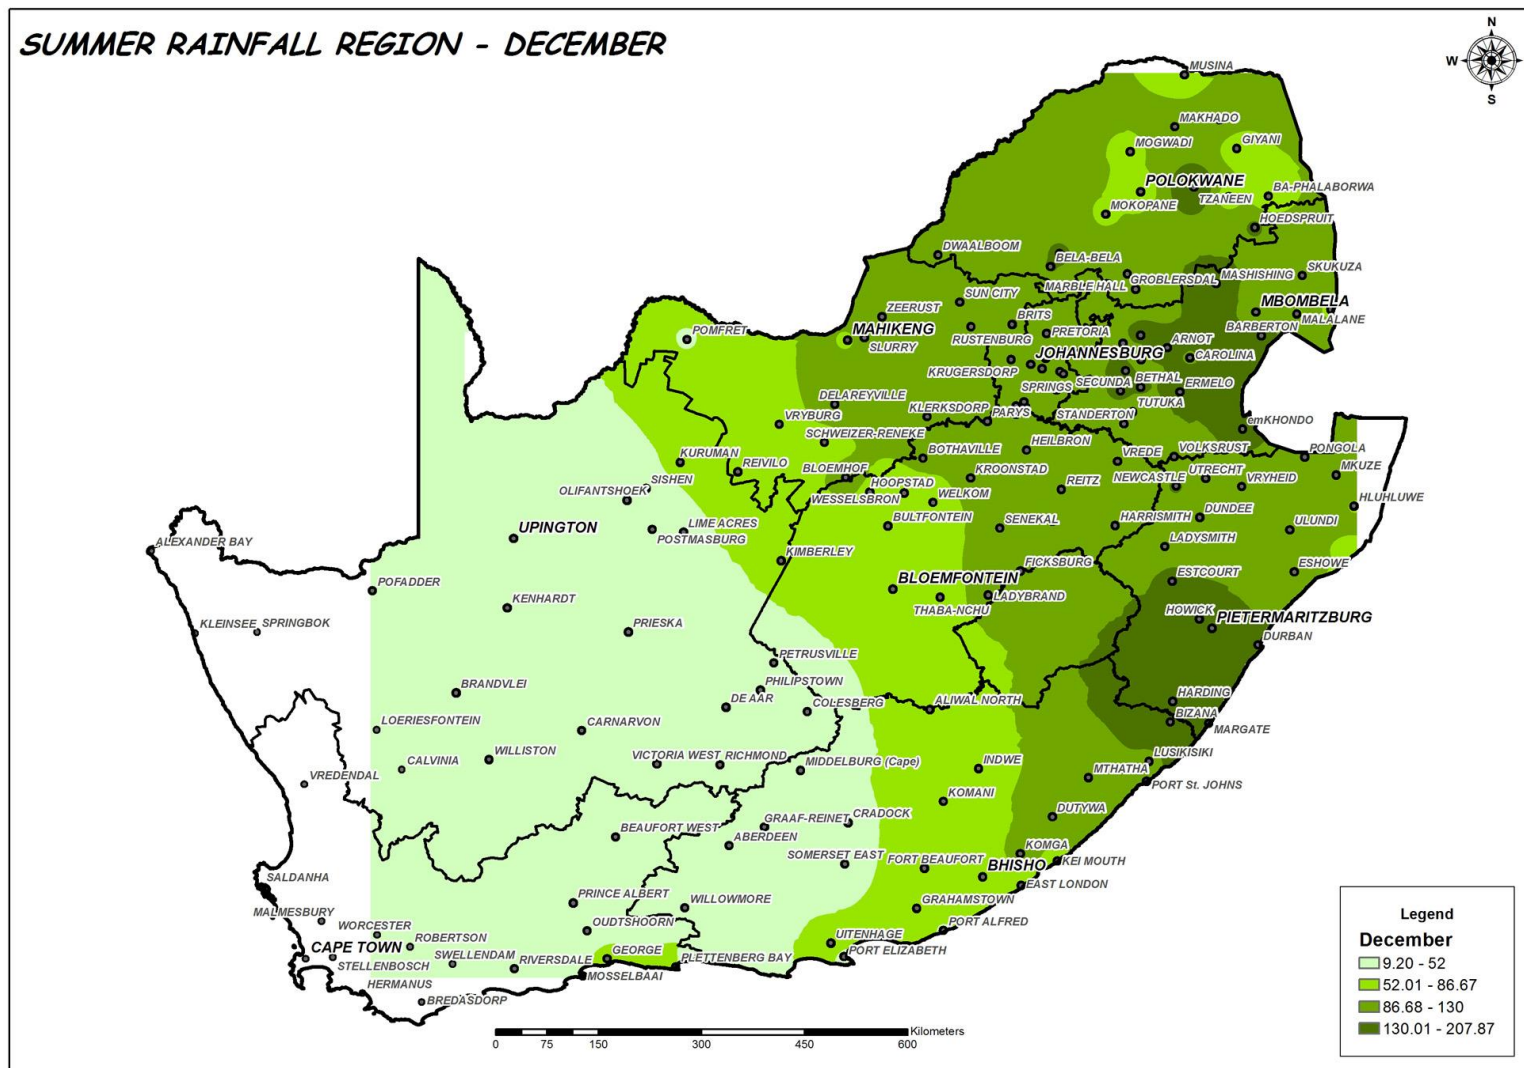 SUMMER RAINFALL REGION - DECEMBER
N
W
S
MUSINA
MAKHADO
MOGWADI
GIYANI
POLOKWANE
TZANEEN
BA-PHALABORWA
MOKOPANE
HOEDSPRUIT
DWAALBOOM
BELA-BELA
GROBLERSDAL
MASHISHING
SKUKUZA
MARBLE HALL
SUN CITY
MBOMBELA
ZEERUST
BRITS
MALALANE
POMFRET
MAHIKENG
PRETORIA
BARBERTON
SLURRY
RUSTENBURG
ARNOT
JOHANNESBURG
CAROLINA
KRUGERSDORP
BETHAL
SECUNDA
SPRINGS
ERMELO
DELAREYVILLE
TUTUKA
KLERKSDORP
PARYS
STANDERTON
VRYBURG
emKHONDO
SCHWEIZER-RENEKE
HEILBRON
VOLKSRUST
PONGOLA
KURUMAN
REIVILO
BOTHAVILLE
VREDE
BLOEMHOF
KROONSTAD
UTRECHT
MKUZE
SISHEN
HOOPSTAD
REITZ
NEWCASTLE
VRYHEID
OLIFANTSHOEK
WESSELSBRON
WELKOM
HLUHLUWE
UPINGTON
LIME ACRES
BULTFONTEIN
SENEKAL
HARRISMITH
DUNDEE
ULUNDI
POSTMASBURG
ALEXANDER BAY
LADYSMITH
KIMBERLEY
FICKSBURG
POFADDER
BLOEMFONTEIN
ESTCOURT
ESHOWE
KENHARDT
THABA-NCHU
LADYBRAND
HOWICK
PIETERMARITZBURG
KLEINSEE
SPRINGBOK
PRIESKA
DURBAN
PETRUSVILLE
BRANDVLEI
PHILIPSTOWN
DE AAR
COLESBERG
ALIWAL NORTH
HARDING
LOERIESFONTEIN
CARNARVON
BIZANA
MARGATE
WILLISTON
VICTORIA WEST
RICHMOND
MIDDELBURG (Cape)
INDWE
LUSIKISIKI
CALVINIA
MTHATHA
VREDENDAL
PORT St. JOHNS
KOMANI
DUTYWA
BEAUFORT WEST
GRAAF-REINET
CRADOCK
ABERDEEN
KOMGA
SOMERSET EAST
FORT BEAUFORT
BHISHO
KEI MOUTH
SALDANHA
EAST LONDON
PRINCE ALBERT
WILLOWMORE
GRAHAMSTOWN
MALMESBURY
WORCESTER
OUDTSHOORN
PORT ALFRED
CAPE TOWN
ROBERTSON
UITENHAGE
STELLENBOSCH
SWELLENDAM
RIVERSDALE
GEORGE
PLETTENBERG BAY
PORT ELIZABETH
HERMANUS
MOSSELBAAI
BREDASDORP
Kilometers
0 75 150 300 450 600
Legend
December
9.20 - 52
52.01 - 86.67
86.68 - 130
130.01 - 207.87